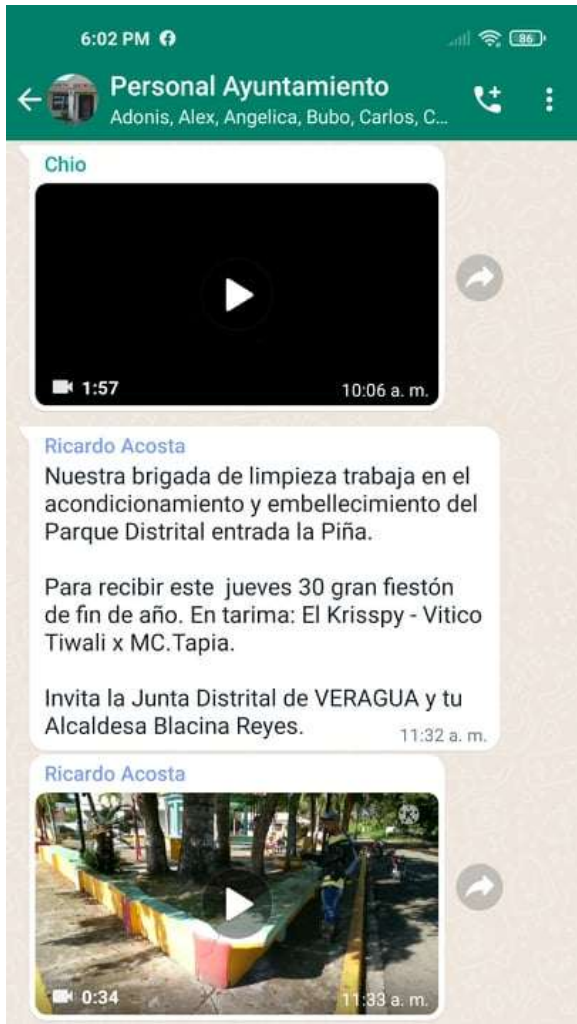 6:02 PM
86
Personal Ayuntamiento
Adonis, Alex, Angelica, Bubo, Carlos, C...
Chio
1:57
10:06 a. m.
Ricardo Acosta
Nuestra brigada de limpieza trabaja en el
acondicionamiento y embellecimiento del
Parque Distrital entrada la Piña.
Para recibir este  jueves 30 gran fiestón
de fin de año. En tarima: El Krisspy - Vitico
Tiwali x MC.Tapia.
Invita la Junta Distrital de VERAGUA y tu
Alcaldesa Blacina Reyes.
11:32 a. m.
Ricardo Acosta
0:34
11:33 a. m.